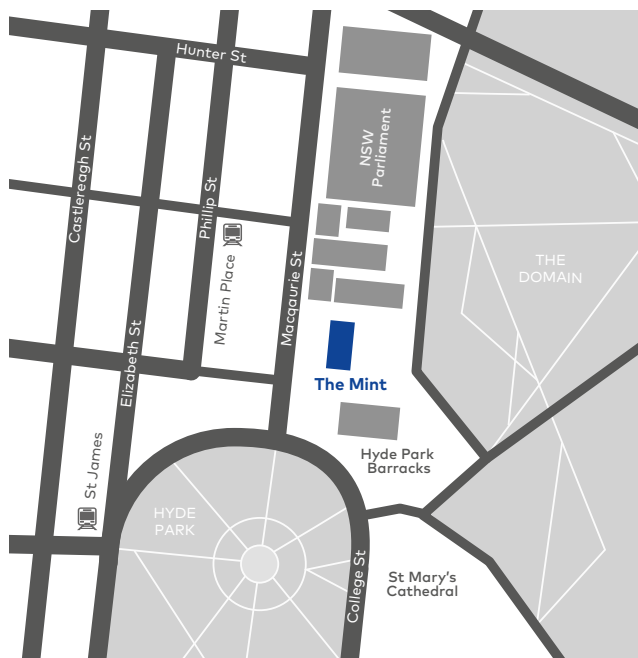 Hunter St
Castlereagh St
Phillip St
NSW
Parliament
Martin Place
Macqaurie St
THE
DOMAIN
Elizabeth St
The Mint
St James
Hyde Park
Barracks
HYDE
PARK
College St
St Mary's
Cathedral